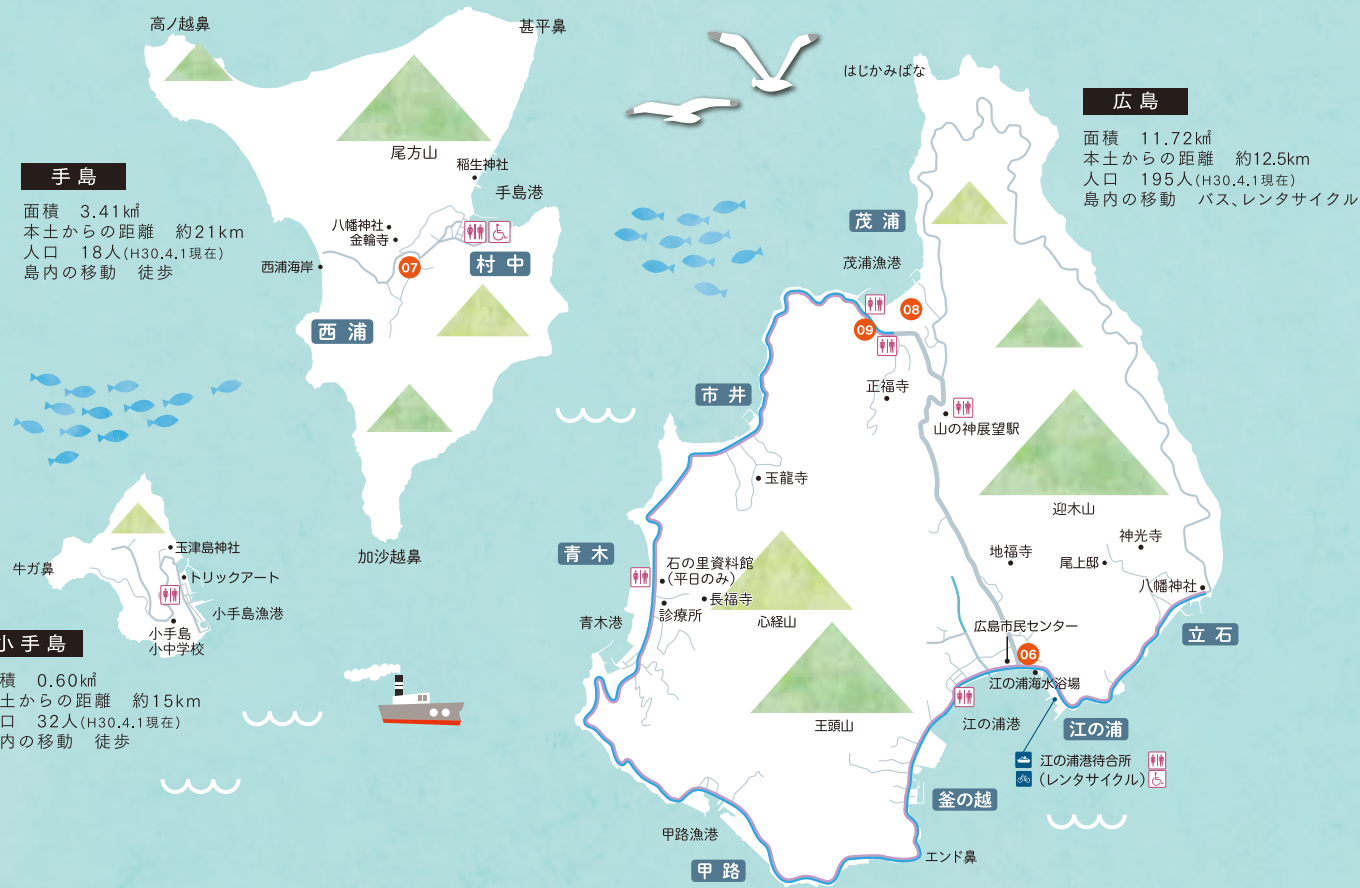 高ノ越鼻
甚平鼻
尾方山
稲生神社
手島港
手島
面積 3.41㎢
本土からの距離 約21km
人口 18人(H30.4.1現在)
島内の移動 徒歩
八幡神社
金輪寺
西浦海岸
07
村中
西浦
加沙越鼻
牛ガ鼻
玉津島神社
トリックアート
小手島漁港
小手島
小中学校
小手島
積 0.60㎢
土からの距離 約15km
口 32人(H30.4.1現在)
内の移動 徒歩
はじかみばな
広島
面積 11.72㎢
本土からの距離 約12.5km
人口 195人(H30.4.1現在)
島内の移動 バス、レンタサイクル
茂浦
茂浦漁港
08
09
正福寺
市井
山の神展望駅
玉龍寺
迎木山
青木
石の里資料館
(平日のみ)
長福寺
診療所
青木港
心経山
王頭山
地福寺
神光寺
尾上邸
八幡神社
立石
広島市民センター
06
江の浦海水浴場
江の浦港
江の浦
江の浦港待合所
(レンタサイクル)
釜の越
甲路漁港
甲路
エンド鼻